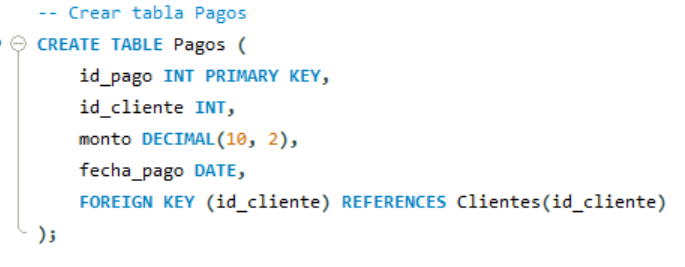 -- Crear tabla Pagos
CREATE TABLE Pagos (
id_pago INT PRIMARY KEY,
id_cliente INT,
monto DECIMAL(10, 2),
fecha_pago DATE,
FOREIGN KEY (id_cliente) REFERENCES Clientes(id_cliente)
);